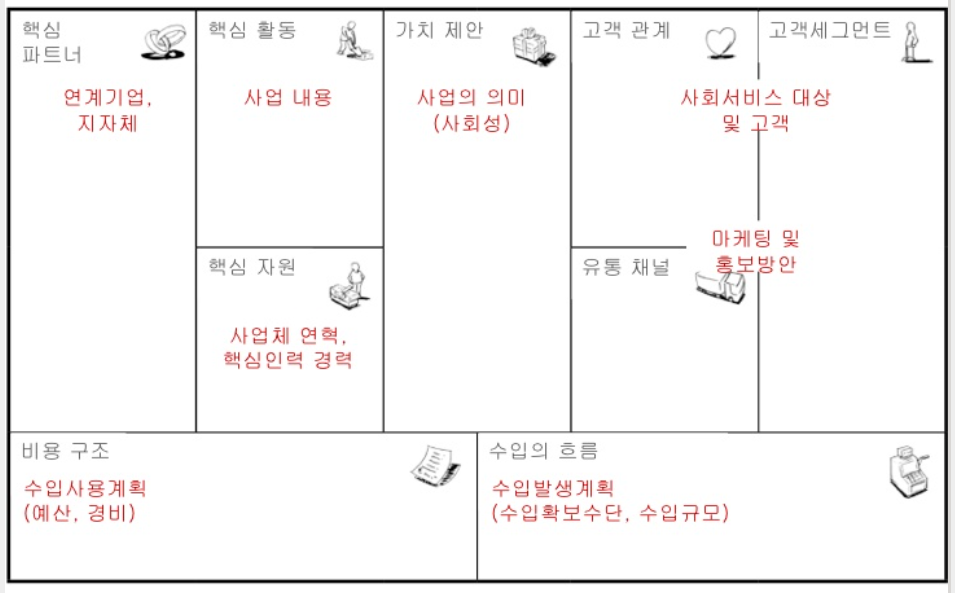 핵심
파트너
연계기업,
지자체
핵심 활동
사업 내용
핵심 자원
사업체 연혁,
핵심인력 경력
가치 제안
사업의 의미
(사회성)
고객 관계
고객세그먼트
사회서비스 대상
및 고객
마케팅 및
홍보방안
유통 채널
비용 구조
수입사용계획
(예산, 경비)
수입의 흐름
수입발생계획
(수입확보수단, 수입규모)